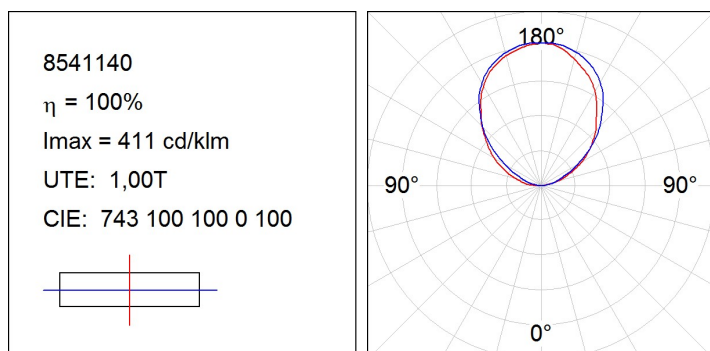 8541140
η = 100%
Imax = 411 cd/klm
UTE: 1,00T
CIE: 743 100 100 0 100
180°
90° 90°
0°